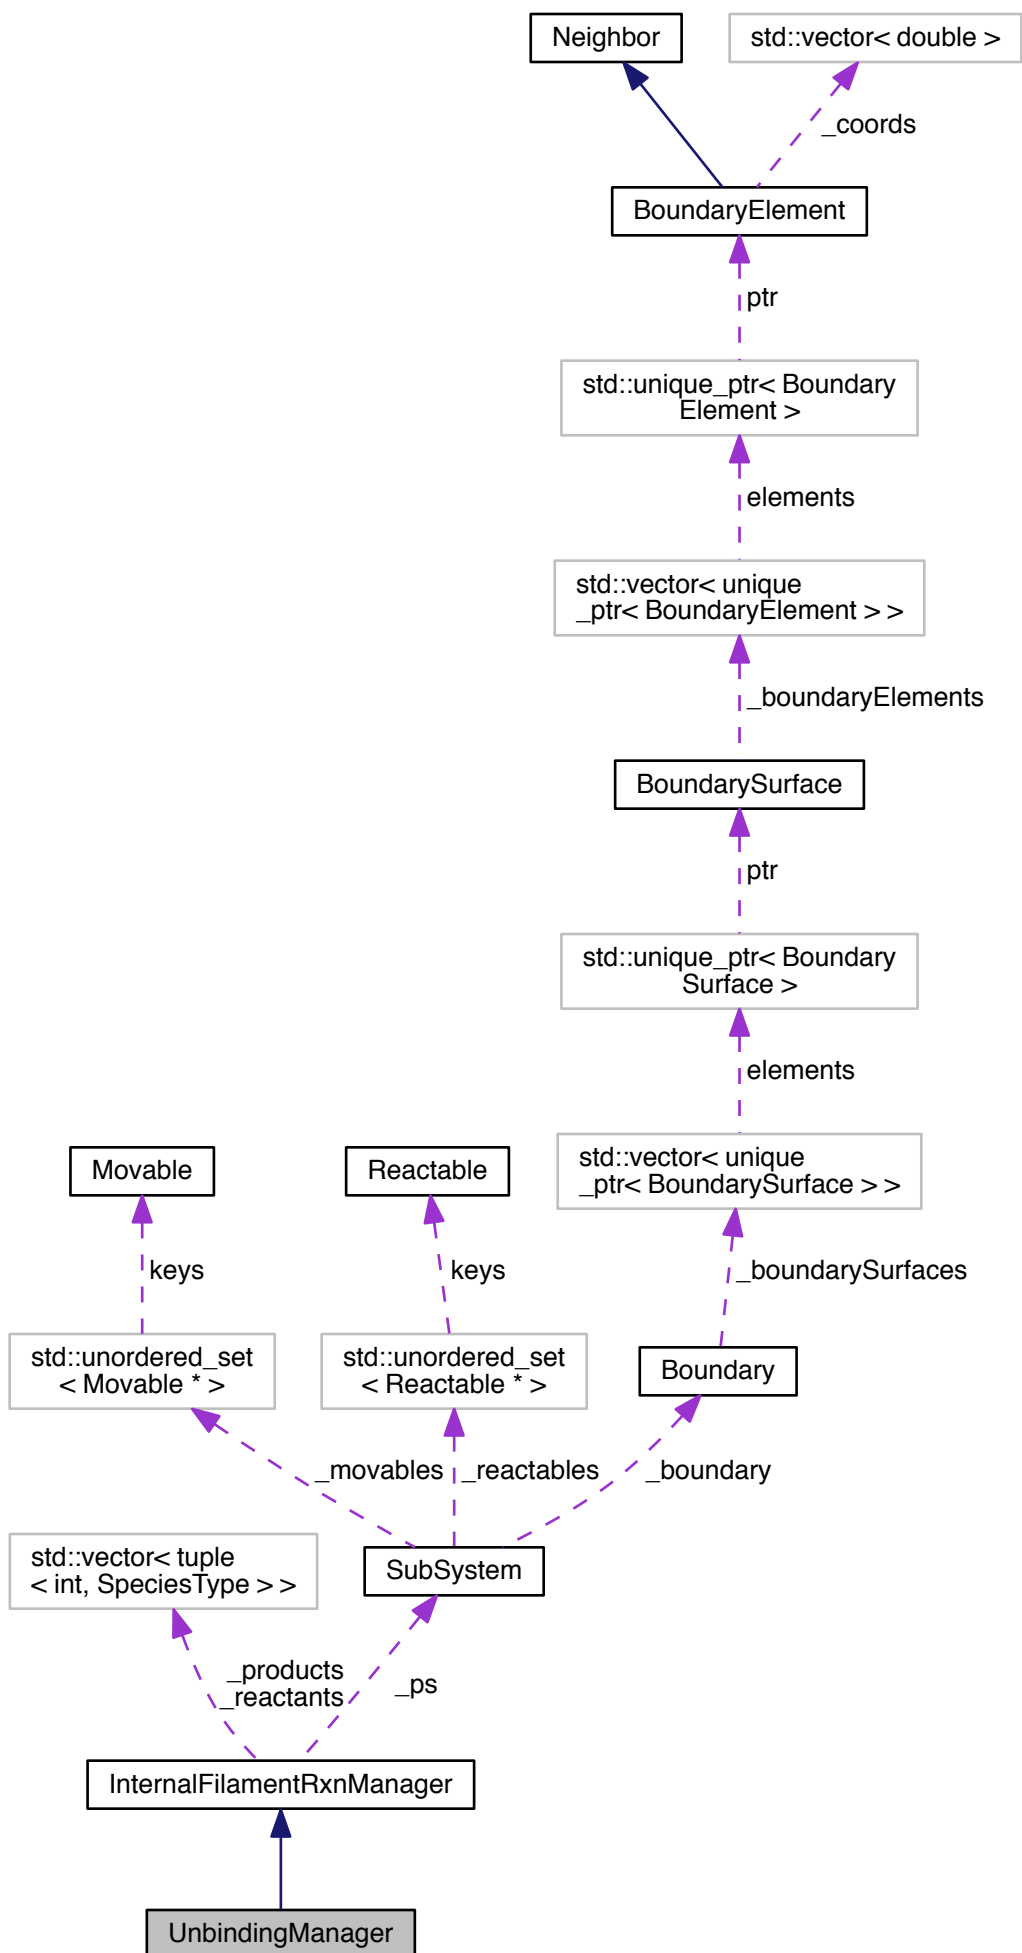 Neighbor
std::vector< double >
_coords
BoundaryElement
ptr
std::unique_ptr< Boundary
Element >
elements
std::vector< unique
_ptr< BoundaryElement > >
_boundaryElements
BoundarySurface
ptr
std::unique_ptr< Boundary
Surface >
elements
Movable
Reactable
std::vector< unique
_ptr< BoundarySurface > >
keys
keys
_boundarySurfaces
std::unordered_set
< Movable * >
std::unordered_set
< Reactable * >
Boundary
_movables
_reactables
_boundary
std::vector< tuple
< int, SpeciesType > >
SubSystem
_products
_reactants
_ps
InternalFilamentRxnManager
UnbindingManager